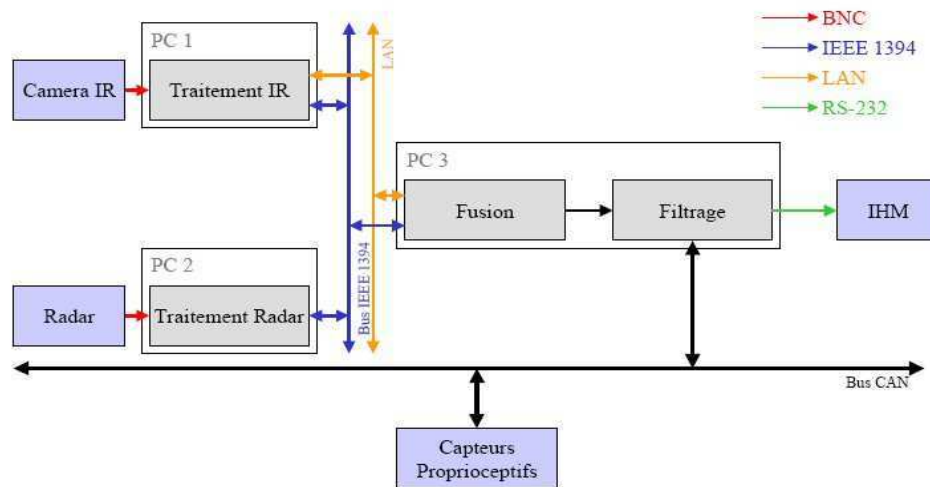 PC 1
Camera IR
Traitement IR
LAN
BNC
IEEE 1394
LAN
RS-232
PC 3
Fusion
Filtrage
IHM
PC 2
Radar
Traitement Radar
Bus IEEE 1394
Bus CAN
Capteurs
Proprioceptifs